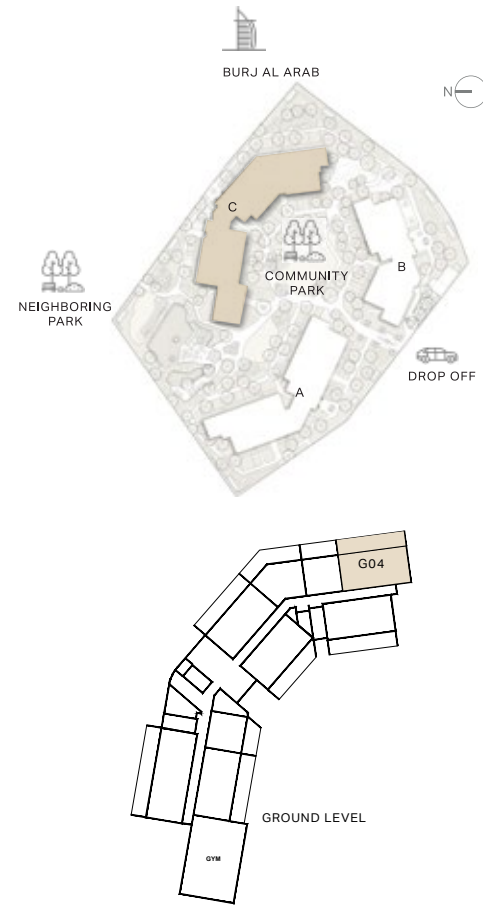 BURJ AL ARAB
N
C
COMMUNITY
PARK
B
NEIGHBORING
PARK
DROP OFF
A
G04
GROUND LEVEL
GYM